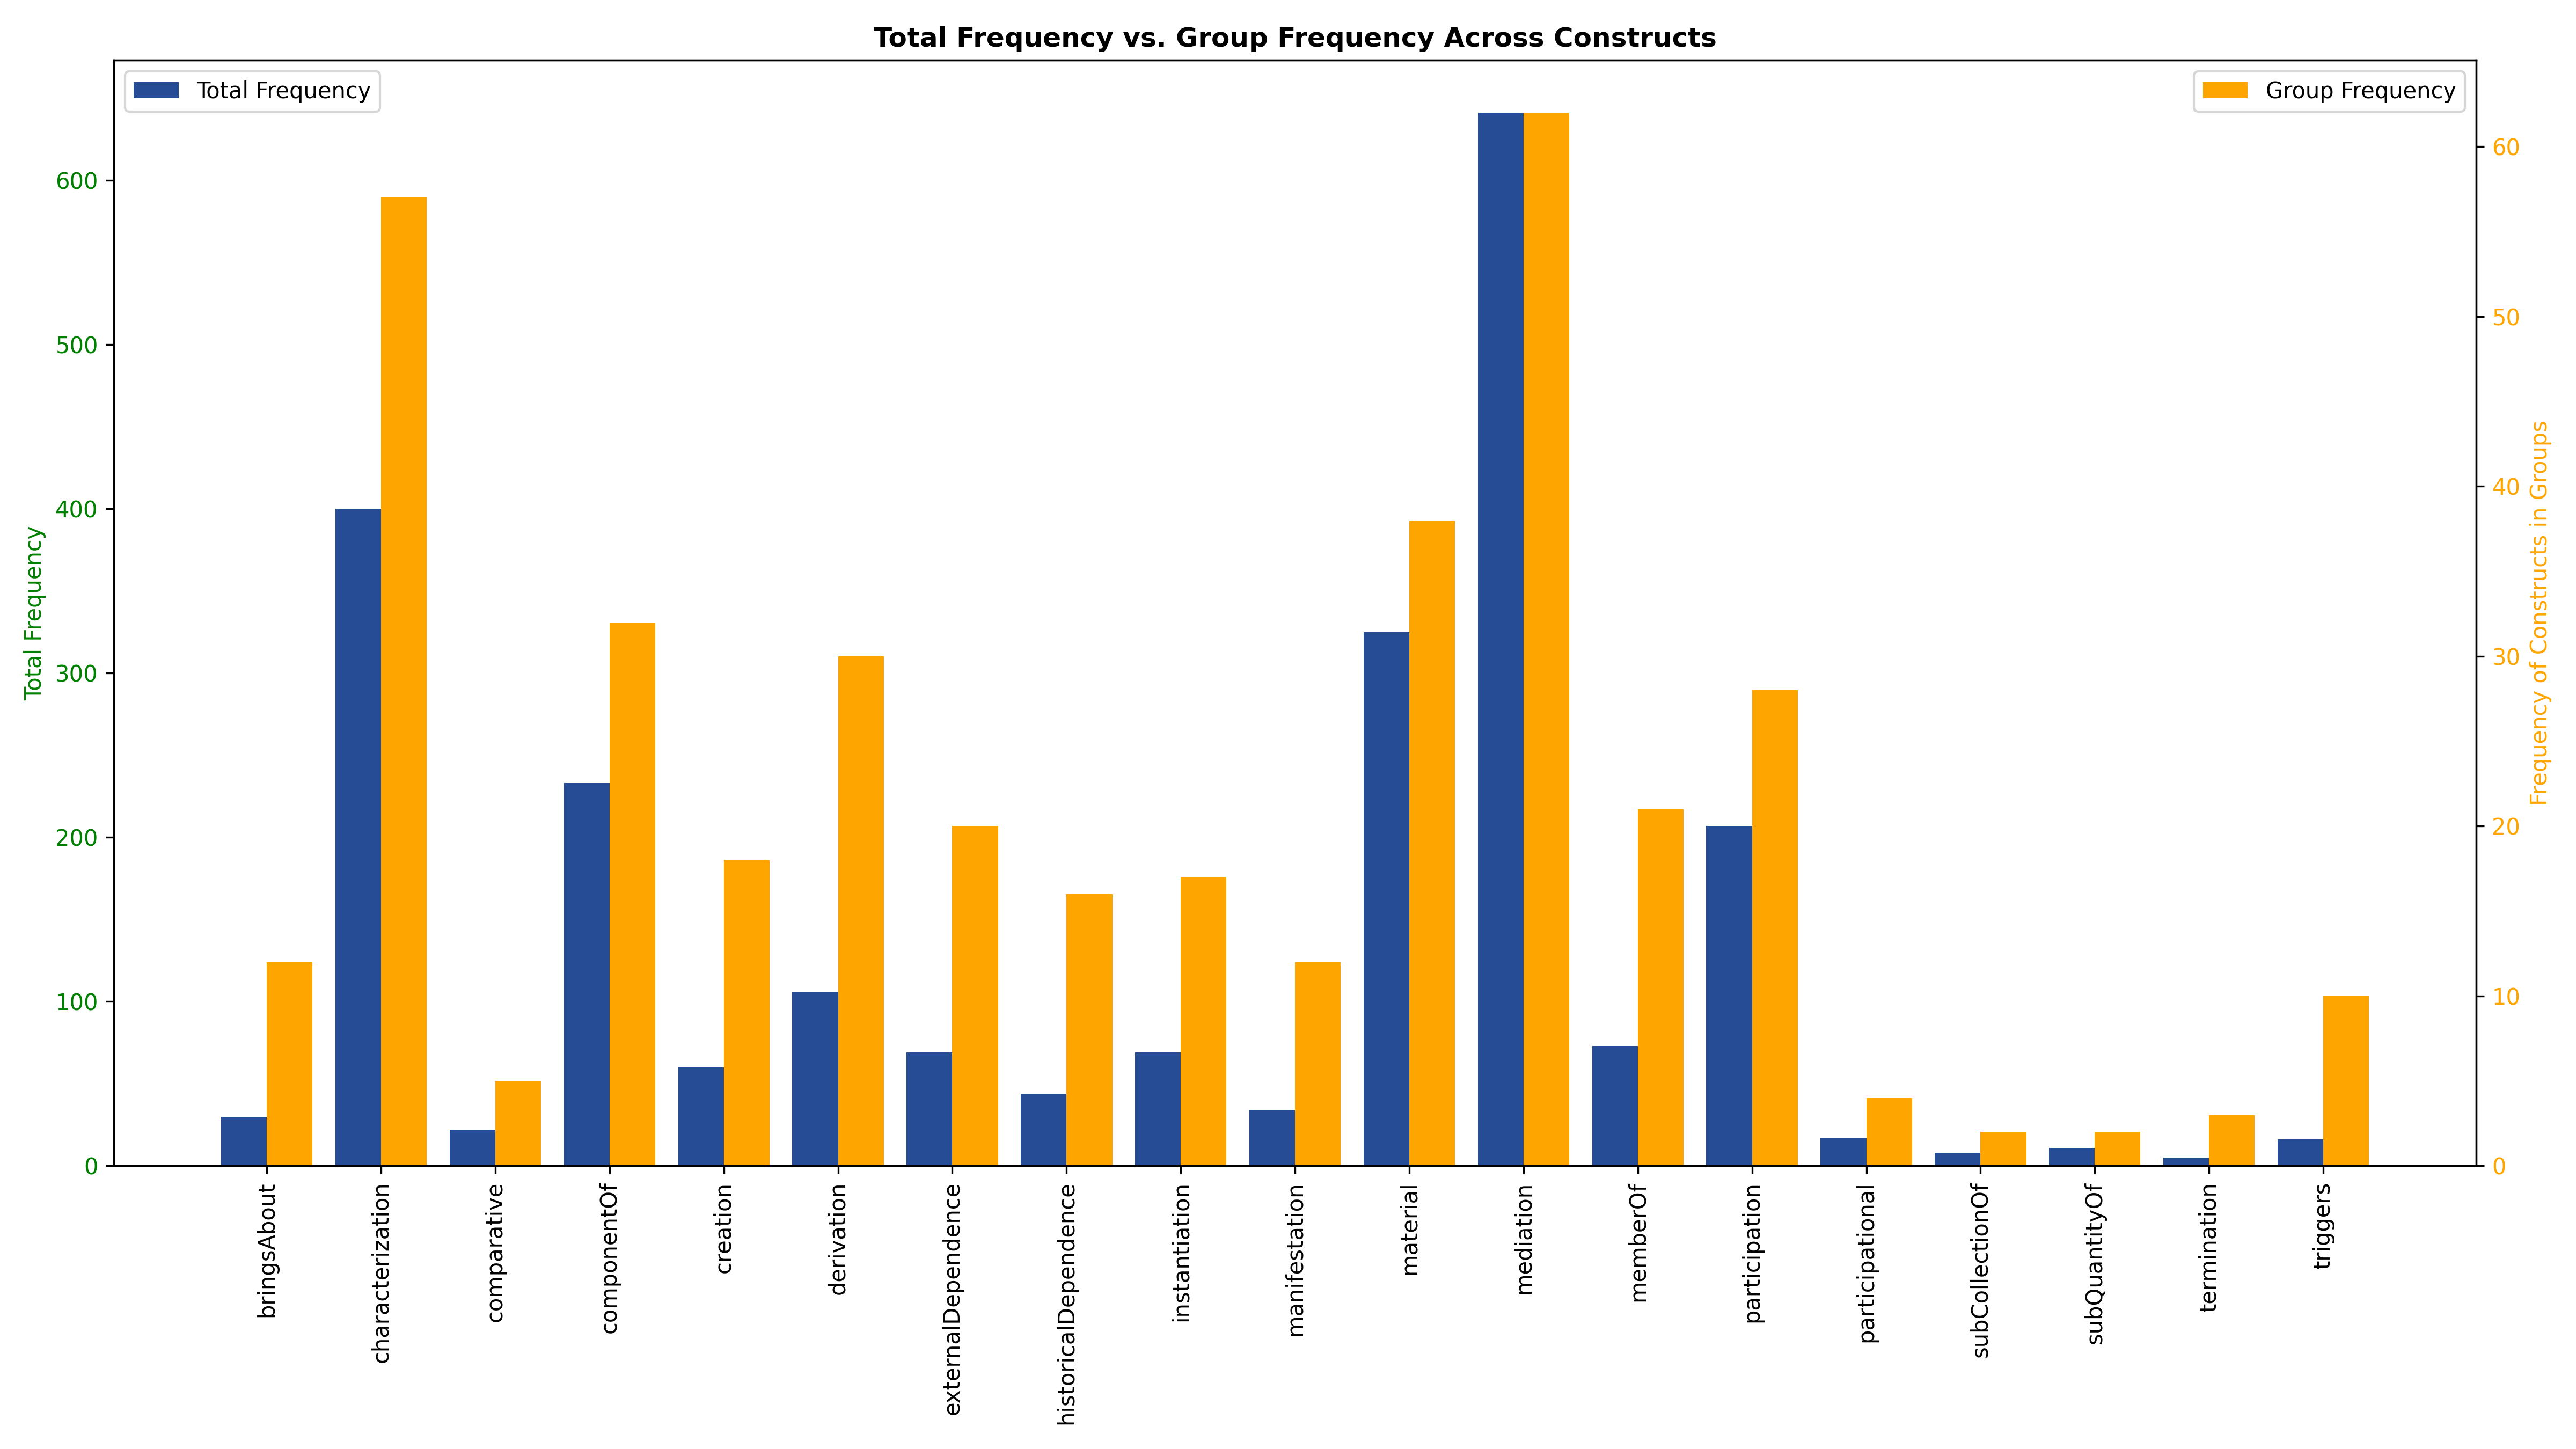 Total Frequency vs. Group Frequency Across Constructs
Total Frequency
Group Frequency
Total Frequency
600
500
400
300
200
100
0
60
50
40
30
20
10
0
Frequency of Constructs in Groups
bringsAbout
characterization
comparative
componentOf
creation
derivation
externalDependence
historicalDependence
instantiation
manifestation
material
mediation
memberOf
participation
participational
subCollectionOf
subQuantityOf
termination
triggers